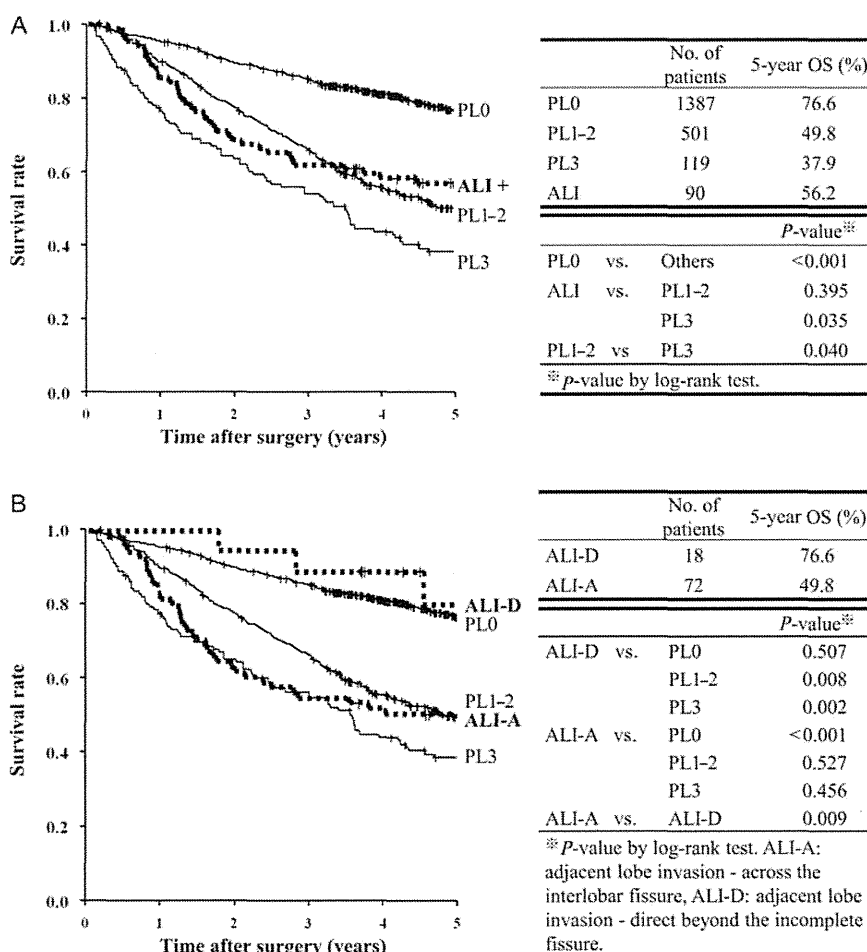 A
1.0
0.8
0.6
0.4
0.2
0.0
Survival rate
PL0
ALI +
PL1–2
PL3
0 1 2 3 4 5
Time after surgery (years)
No. of patients 5-year OS (%)
PL0 1387 76.6
PL1–2 501 49.8
PL3 119 37.9
ALI 90 56.2
P-value※
PL0 vs. Others <0.001
ALI vs. PL1–2 0.395
PL3 0.035
PL1–2 vs PL3 0.040
※P-value by log-rank test.
B
1.0
0.8
0.6
0.4
0.2
0.0
Survival rate
ALI-D
PL0
PL1–2
ALI-A
PL3
0 1 2 3 4 5
Time after surgery (years)
No. of patients 5-year OS (%)
ALI-D 18 76.6
ALI-A 72 49.8
P-value※
ALI-D vs. PL0 0.507
PL1–2 0.008
PL3 0.002
ALI-A vs. PL0 <0.001
PL1–2 0.527
PL3 0.456
ALI-A vs. ALI-D 0.009
※P-value by log-rank test. ALI-A:
adjacent lobe invasion - across the
interlobar fissure, ALI-D: adjacent lobe
invasion - direct beyond the incomplete
fissure.